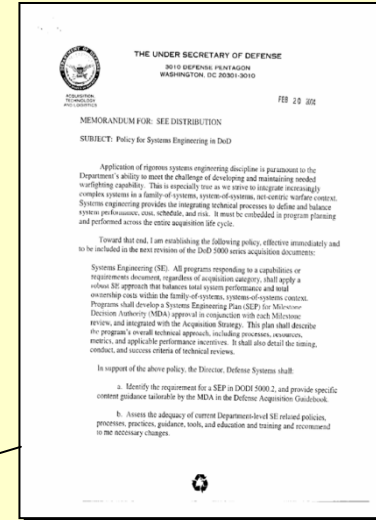 THE UNDER SECRETARY OF DEFENSE
3010 DEFENSE PENTAGON
WASHINGTON, DC 20301-3010
ACQUISITION
TECHNOLOGY
AND LOGISTICS
FEB 20 2004
MEMORANDUM FOR: SEE DISTRIBUTION
SUBJECT: Policy for Systems Engineering in DoD
Application of rigorous systems engineering discipline is paramount to the
Department's ability to meet the challenge of developing and maintaining needed
warfighting capability. This is especially true as we strive to integrate increasingly
complex systems in a family-of-systems, system-of-systems, net-centric warfare context.
Systems engineering provides the integrating technical processes to define and balance
system performance, cost, schedule, and risk. It must be embedded in program planning
and performed across the entire acquisition life cycle.
Toward that end, I am establishing the following policy, effective immediately and
to be included in the next revision of the DoD 5000 series acquisition documents:
Systems Engineering (SE). All programs responding to a capabilities or
requirements document, regardless of acquisition category, shall apply a
robust SE approach that balances total system performance and total
ownership costs within the family-of-systems, systems-of-systems context.
Programs shall develop a Systems Engineering Plan (SEP) for Milestone
Decision Authority (MDA) approval in conjunction with each Milestone
review, and integrated with the Acquisition Strategy. This plan shall describe
the program's overall technical approach, including processes, resources,
metrics, and applicable performance incentives. It shall also detail the timing,
conduct, and success criteria of technical reviews.
In support of the above policy, the Director, Defense Systems shall:
a. Identify the requirement for a SEP in DODI 5000.2, and provide specific
content guidance tailorable by the MDA in the Defense Acquisition Guidebook.
b. Assess the adequacy of current Department-level SE related policies,
processes, practices, guidance, tools, and education and training and recommend
to me necessary changes.